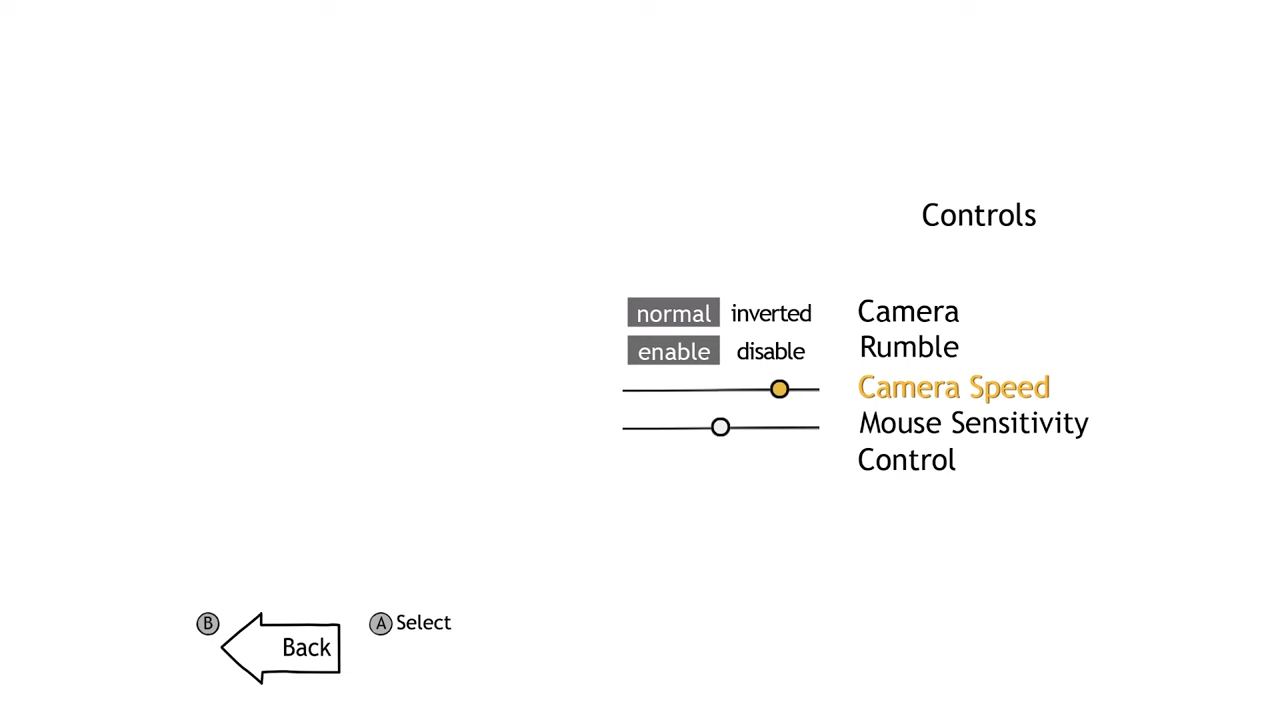 Controls
normal inverted Camera
enable disable Rumble
Camera Speed
Mouse Sensitivity
Control
B A Select
Back